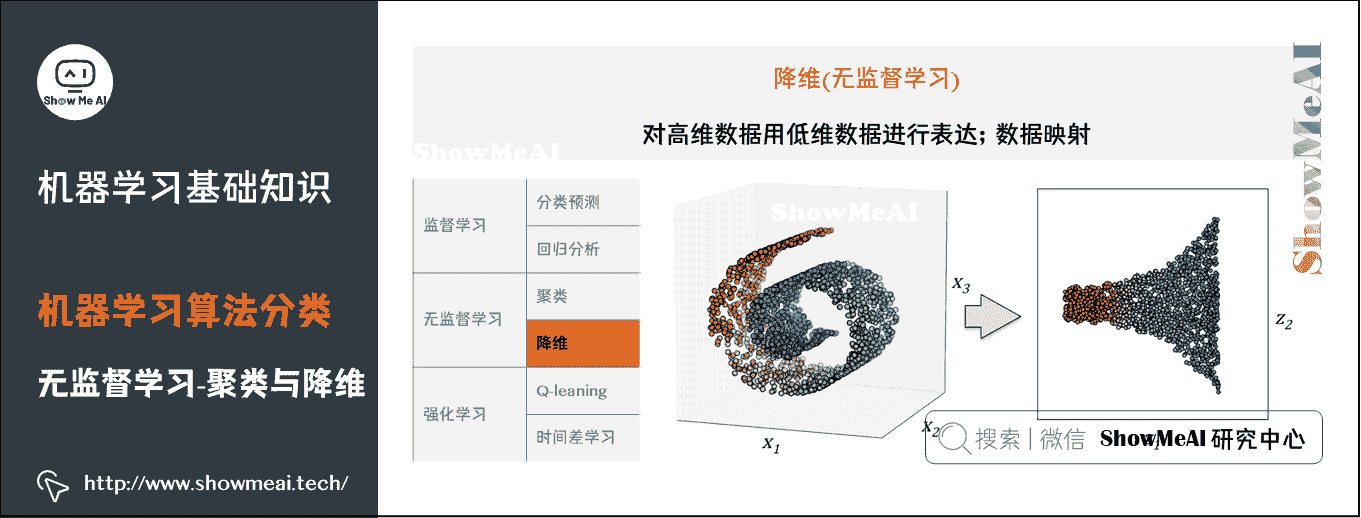 Show Me AI
机器学习基础知识
机器学习算法分类
无监督学习-聚类与降维
http://www.showmeai.tech/
降维(无监督学习)
对高维数据用低维数据进行表达; 数据映射
ShowMeAI
ShowMeAI
监督学习
分类预测
回归分析
无监督学习
聚类
降维
强化学习
Q-leaning
时间差学习
ShowMeAI
x1
x2
x3
z2
搜索 | 微信 ShowMeAI 研究中心